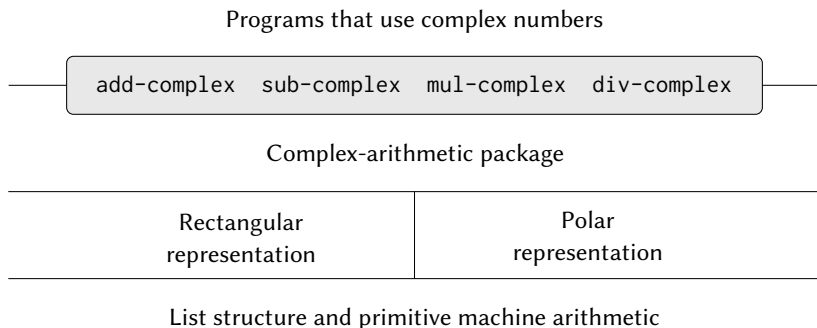 Programs that use complex numbers
add-complex sub-complex mul-complex div-complex
Complex-arithmetic package
Rectangular
representation
Polar
representation
List structure and primitive machine arithmetic